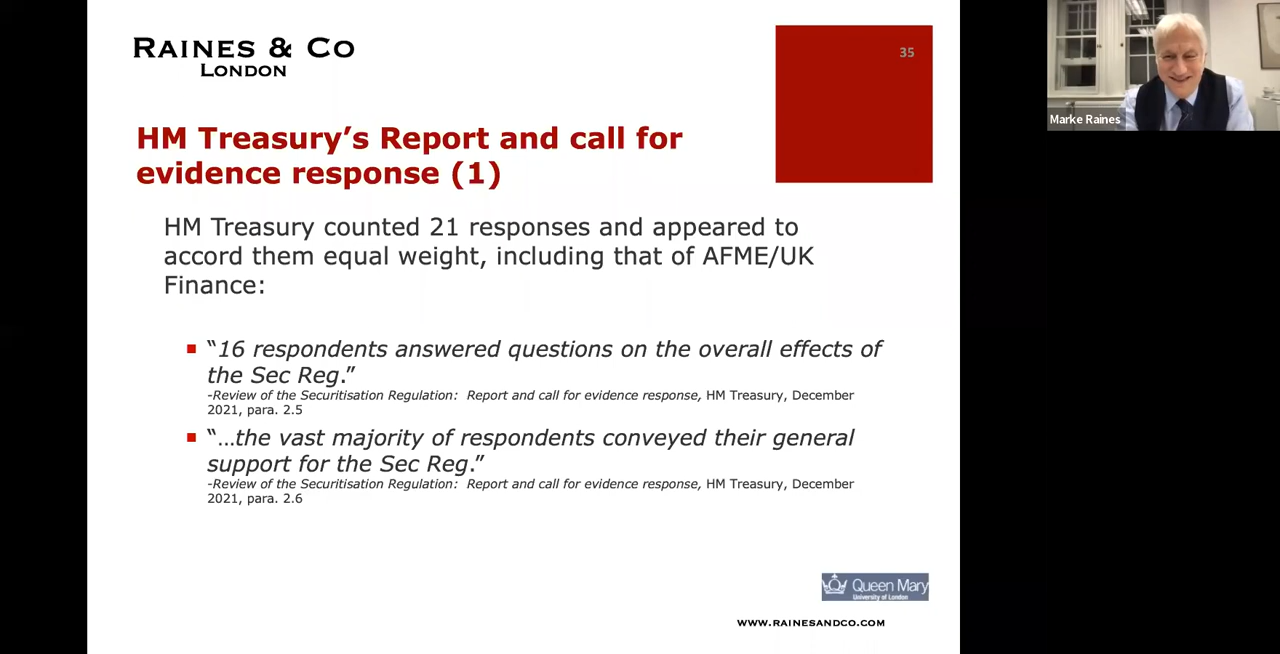 RAINES & CO
LONDON
35
Marke Raines
HM Treasury’s Report and call for
evidence response (1)
HM Treasury counted 21 responses and appeared to
accord them equal weight, including that of AFME/UK
Finance:
“16 respondents answered questions on the overall effects of
the Sec Reg.”
-Review of the Securitisation Regulation: Report and call for evidence response, HM Treasury, December
2021, para. 2.5
“…the vast majority of respondents conveyed their general
support for the Sec Reg.”
-Review of the Securitisation Regulation: Report and call for evidence response, HM Treasury, December
2021, para. 2.6
Queen Mary
University of London
WWW.RAINESANDCO.COM